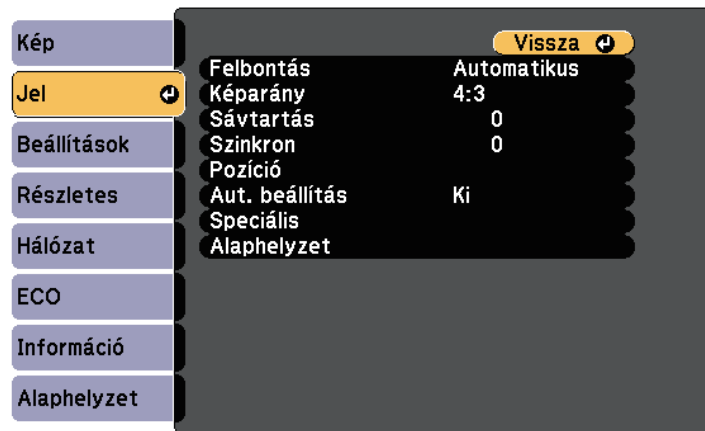 Kép
Jel
Beállítások
Részletes
Hálózat
ECO
Információ
Alaphelyzet
Vissza
Felbontás Automatikus
Képarány 4:3
Sávtartás 0
Szinkron 0
Pozíció
Aut. beállítás Ki
Speciális
Alaphelyzet